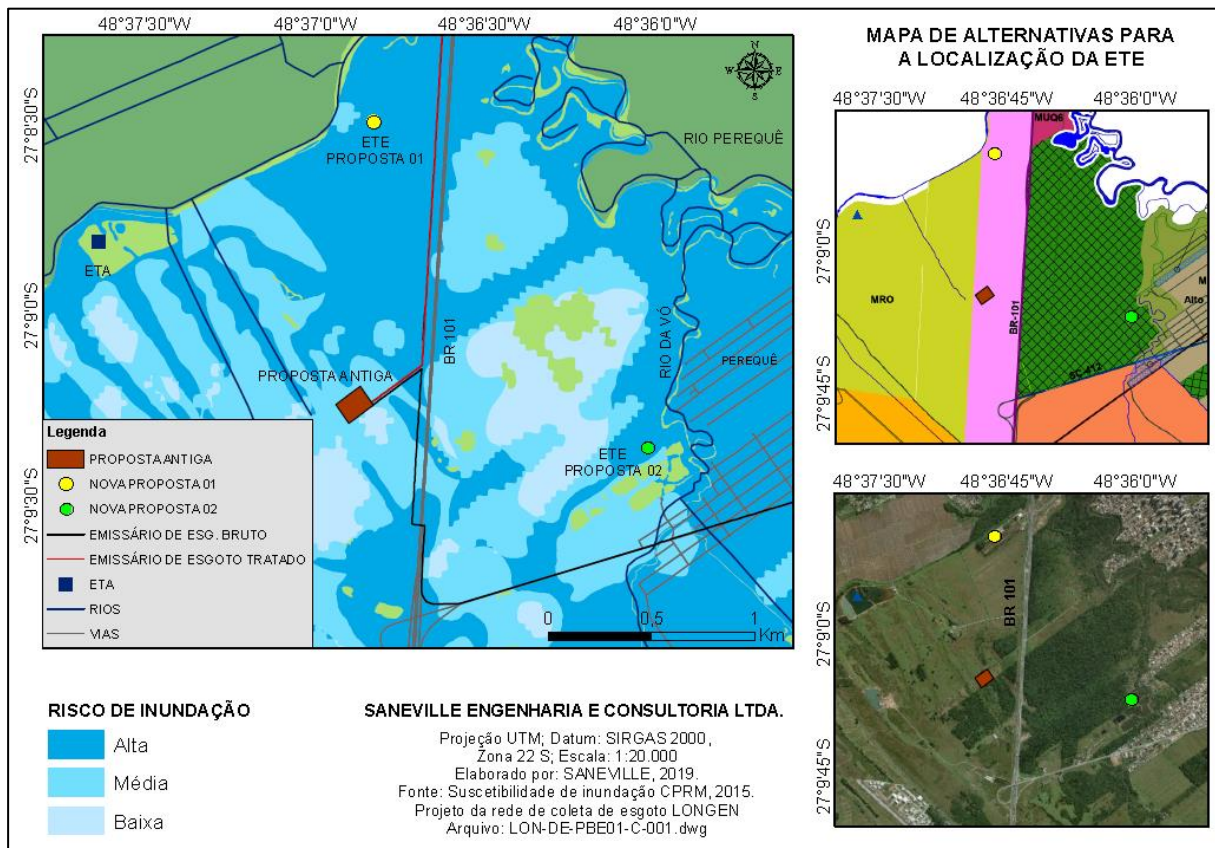 48°37'30"W 48°37'0"W 48°36'30"W 48°36'0"W
27°8'30"S
27°9'0"S
27°9'30"S
N
W E
S
ETE
PROPOSTA 01
RIO PEREQUÊ
ETA
BR 101
RIO DA VÓ
PEREQUÊ
PROPOSTA ANTIGA
ETE
PROPOSTA 02
Legenda
PROPOSTA ANTIGA
NOVA PROPOSTA 01
NOVA PROPOSTA 02
EMISSÁRIO DE ESG. BRUTO
EMISSÁRIO DE ESGOTO TRATADO
ETA
RIOS
VIAS
0 0,5 1
Km
RISCO DE INUNDAÇÃO
Alta
Média
Baixa
SANEVILLE ENGENHARIA E CONSULTORIA LTDA.
Projeção UTM; Datum: SIRGAS 2000,
Zona 22 S; Escala: 1:20.000
Elaborado por: SANEVILLE, 2019.
Fonte: Suscetibilidade de inundação CPRM, 2015.
Projeto da rede de coleta de esgoto LONGEN
Arquivo: LON-DE-PBE01-C-001.dwg
MAPA DE ALTERNATIVAS PARA
A LOCALIZAÇÃO DA ETE
48°37'30"W 48°36'45"W 48°36'0"W
27°9'0"S
27°9'45"S
MUQ6
MRO
BR-101
SC-412
M
Alto
48°37'30"W 48°36'45"W 48°36'0"W
27°9'0"S
27°9'45"S
BR 101